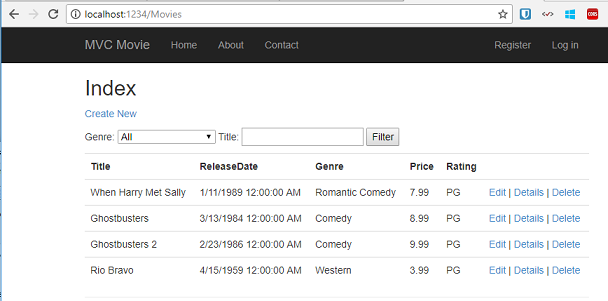 localhost:1234/Movies
CORS
MVC Movie Home About Contact Register Log in
Index
Create New
Genre: All Title: Filter
Title ReleaseDate Genre Price Rating
When Harry Met Sally 1/11/1989 12:00:00 AM Romantic Comedy 7.99 PG Edit | Details | Delete
Ghostbusters 3/13/1984 12:00:00 AM Comedy 8.99 PG Edit | Details | Delete
Ghostbusters 2 2/23/1986 12:00:00 AM Comedy 9.99 PG Edit | Details | Delete
Rio Bravo 4/15/1959 12:00:00 AM Western 3.99 PG Edit | Details | Delete